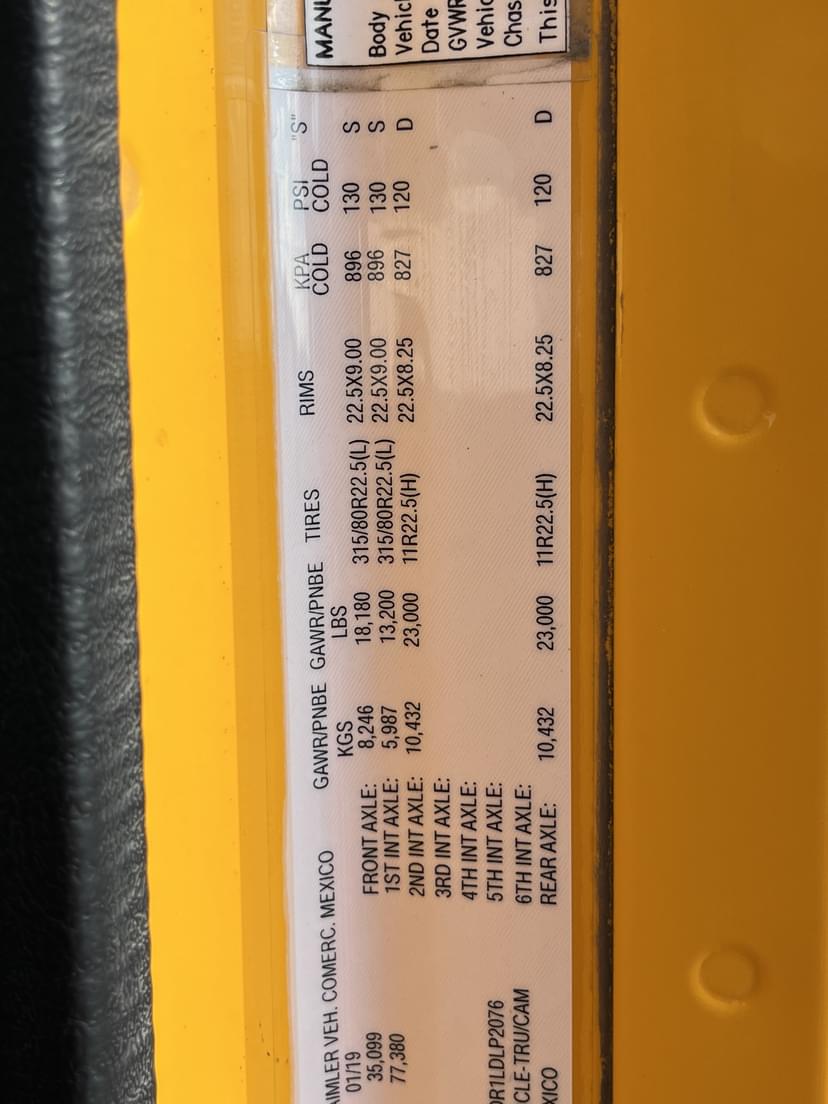 MANU
Body
Vehicl
Date
GVWR
Vehic
Chas
This
AIMLER VEH. COMERC. MEXICO GAWR/PNBE GAWR/PNBE TIRES RIMS KPA PSI "S"
01/19 KGS LBS COLD COLD
35,099 FRONT AXLE: 8,246 18,180 315/80R22.5(L) 22.5X9.00 896 130 S
77,380 1ST INT AXLE: 5,987 13,200 315/80R22.5(L) 22.5X9.00 896 130 S
2ND INT AXLE: 10,432 23,000 11R22.5(H) 22.5X8.25 827 120 D
3RD INT AXLE:
4TH INT AXLE:
DR1LDLP2076 5TH INT AXLE:
CLE-TRU/CAM 6TH INT AXLE:
XICO REAR AXLE: 10,432 23,000 11R22.5(H) 22.5X8.25 827 120 D